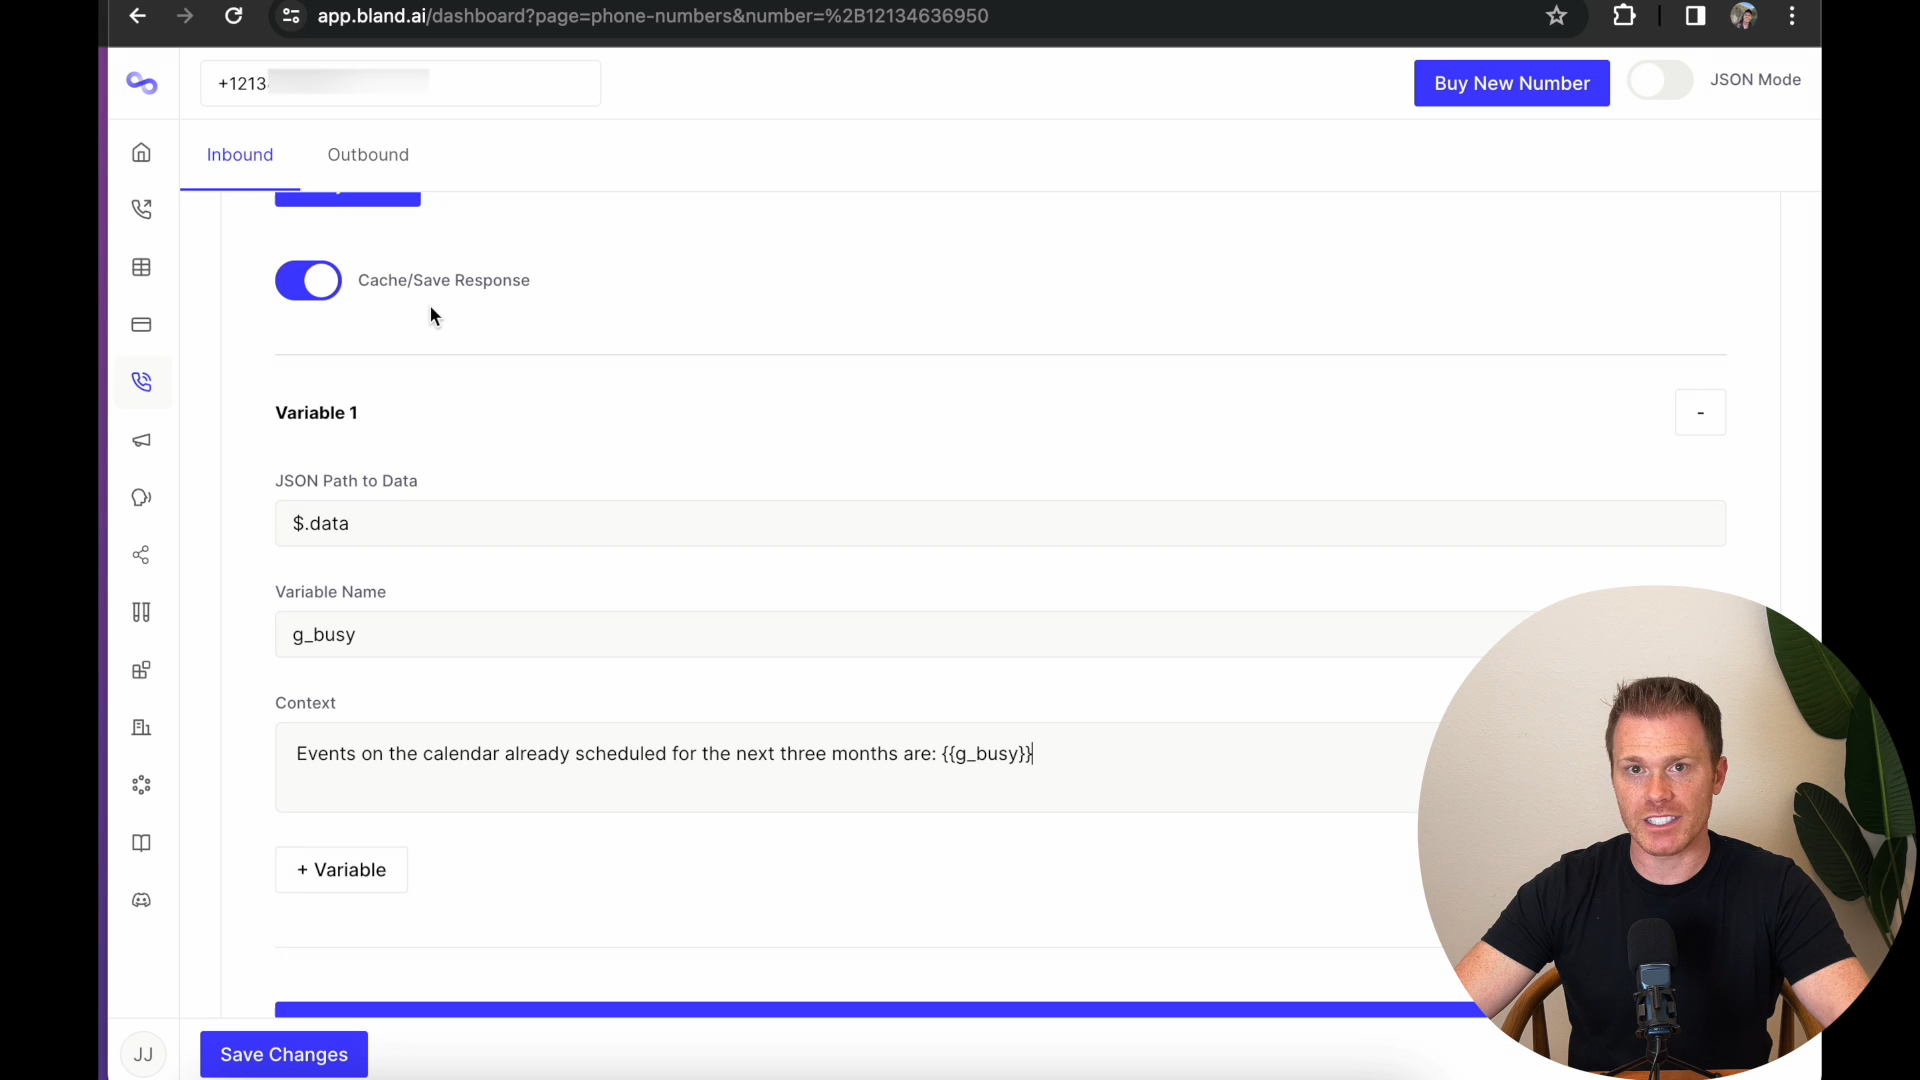 app.bland.ai/dashboard?page=phone-numbers&number=%2B12134636950
+1213
Buy New Number
JSON Mode
Inbound
Outbound
Cache/Save Response
Variable 1
-
JSON Path to Data
$.data
Variable Name
g_busy
Context
Events on the calendar already scheduled for the next three months are: {{g_busy}}
+ Variable
JJ
Save Changes